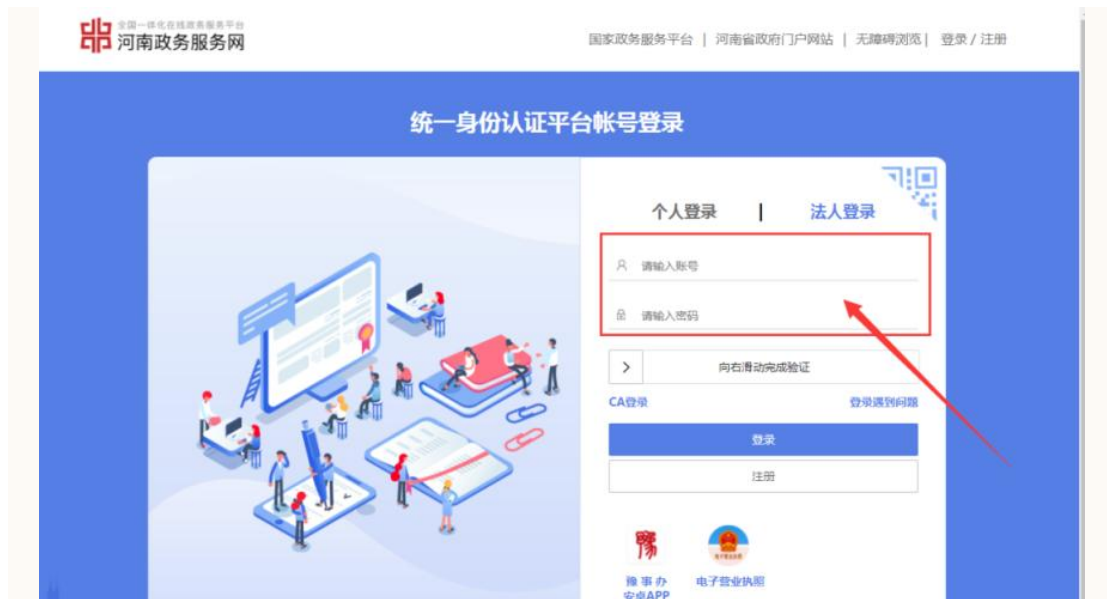 全国一体化在线政务服务平台
河南政务服务网
国家政务服务平台 | 河南省政府门户网站 | 无障碍浏览 | 登录 / 注册
统一身份认证平台帐号登录
个人登录 | 法人登录
请输入账号
请输入密码
> 向右滑动完成验证
CA登录 登录遇到问题
登录
注册
豫事办 电子营业执照
安卓APP